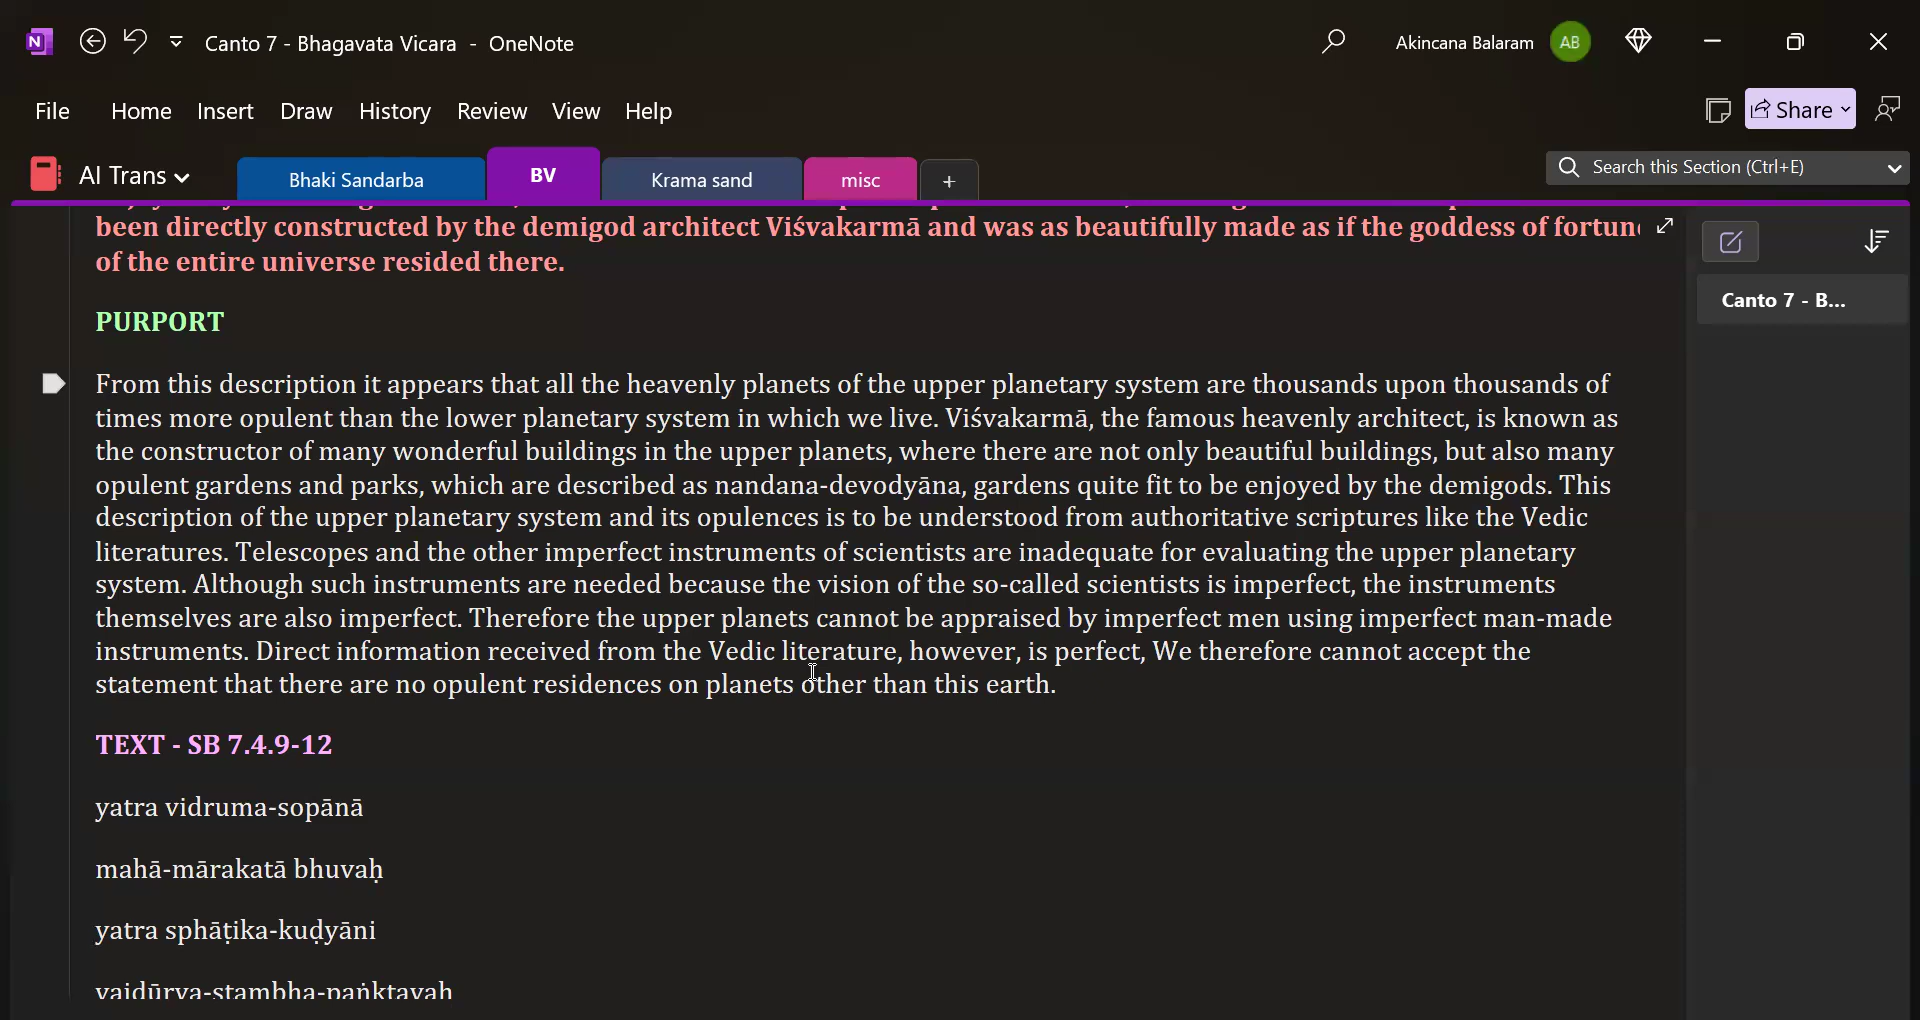 Canto 7 - Bhagavata Vicara - OneNote
Akincana Balaram AB
File Home Insert Draw History Review View Help
Share
AI Trans
Bhaki Sandarba
BV
Krama sand
misc
+
Search this Section (Ctrl+E)
been directly constructed by the demigod architect Viśvakarmā and was as beautifully made as if the goddess of fortun
of the entire universe resided there.
Canto 7 - B...
PURPORT
From this description it appears that all the heavenly planets of the upper planetary system are thousands upon thousands of
times more opulent than the lower planetary system in which we live. Viśvakarmā, the famous heavenly architect, is known as
the constructor of many wonderful buildings in the upper planets, where there are not only beautiful buildings, but also many
opulent gardens and parks, which are described as nandana-devodyāna, gardens quite fit to be enjoyed by the demigods. This
description of the upper planetary system and its opulences is to be understood from authoritative scriptures like the Vedic
literatures. Telescopes and the other imperfect instruments of scientists are inadequate for evaluating the upper planetary
system. Although such instruments are needed because the vision of the so-called scientists is imperfect, the instruments
themselves are also imperfect. Therefore the upper planets cannot be appraised by imperfect men using imperfect man-made
instruments. Direct information received from the Vedic literature, however, is perfect, We therefore cannot accept the
statement that there are no opulent residences on planets other than this earth.
TEXT - SB 7.4.9-12
yatra vidruma-sopānā
mahā-mārakatā bhuvaḥ
yatra sphāṭika-kuḍyāni
vaidūrya-stambha-paṅktayaḥ